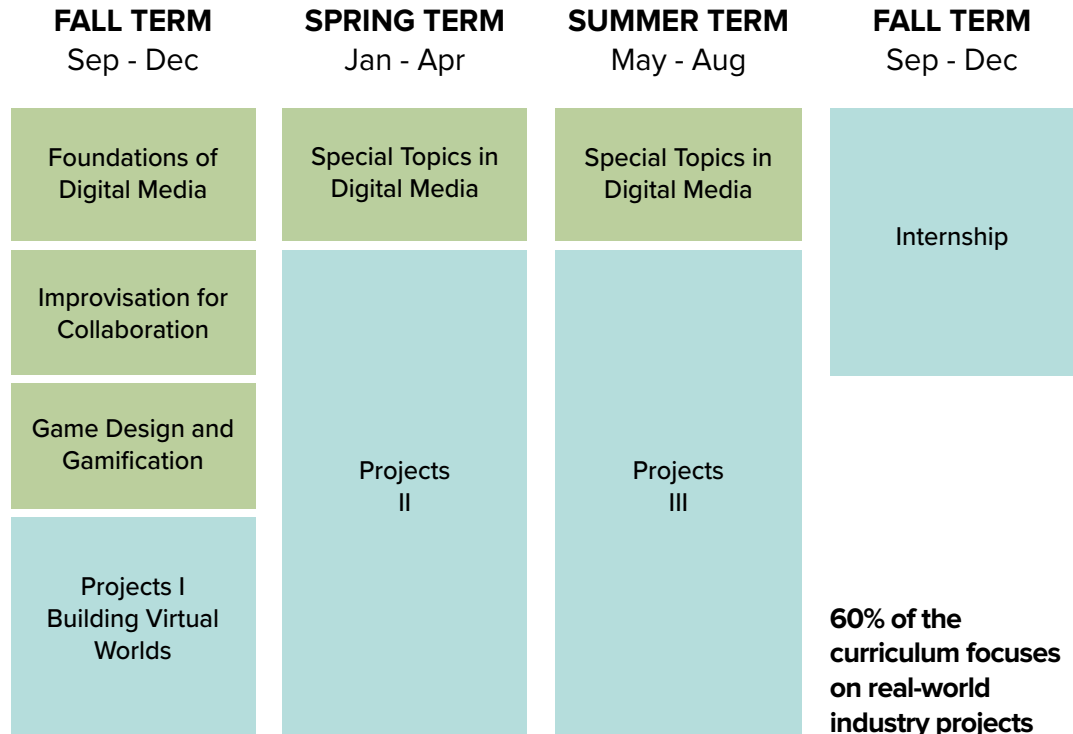 FALL TERM
Sep - Dec
SPRING TERM
Jan - Apr
SUMMER TERM
May - Aug
FALL TERM
Sep - Dec
Foundations of
Digital Media
Improvisation for
Collaboration
Game Design and
Gamification
Projects I
Building Virtual
Worlds
Special Topics in
Digital Media
Projects
II
Special Topics in
Digital Media
Projects
III
Internship
60% of the
curriculum focuses
on real-world
industry projects